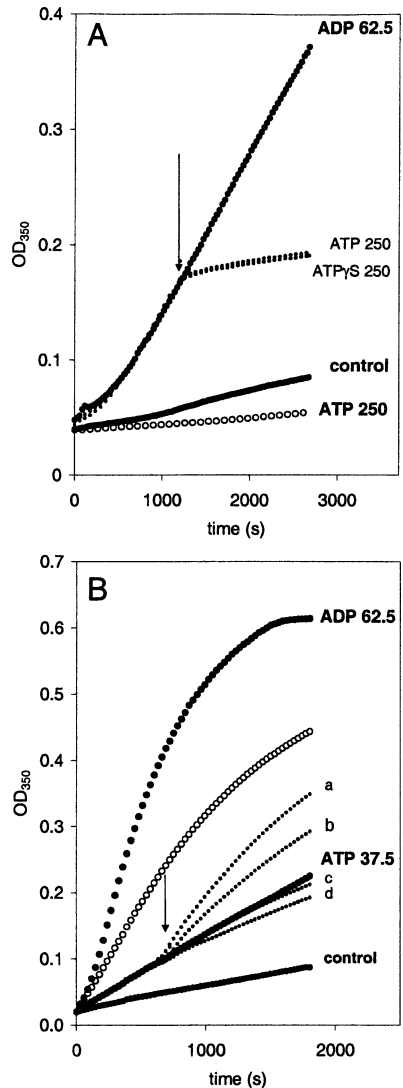 A
0.4
0.3
0.2
0.1
0
OD350
ADP 62.5
ATP 250
ATPγS 250
control
ATP 250
0
1000
2000
3000
time (s)
B
0.7
0.6
0.5
0.4
0.3
0.2
0.1
0.0
OD350
ADP 62.5
a
b
ATP 37.5
c
d
control
0
1000
2000
time (s)